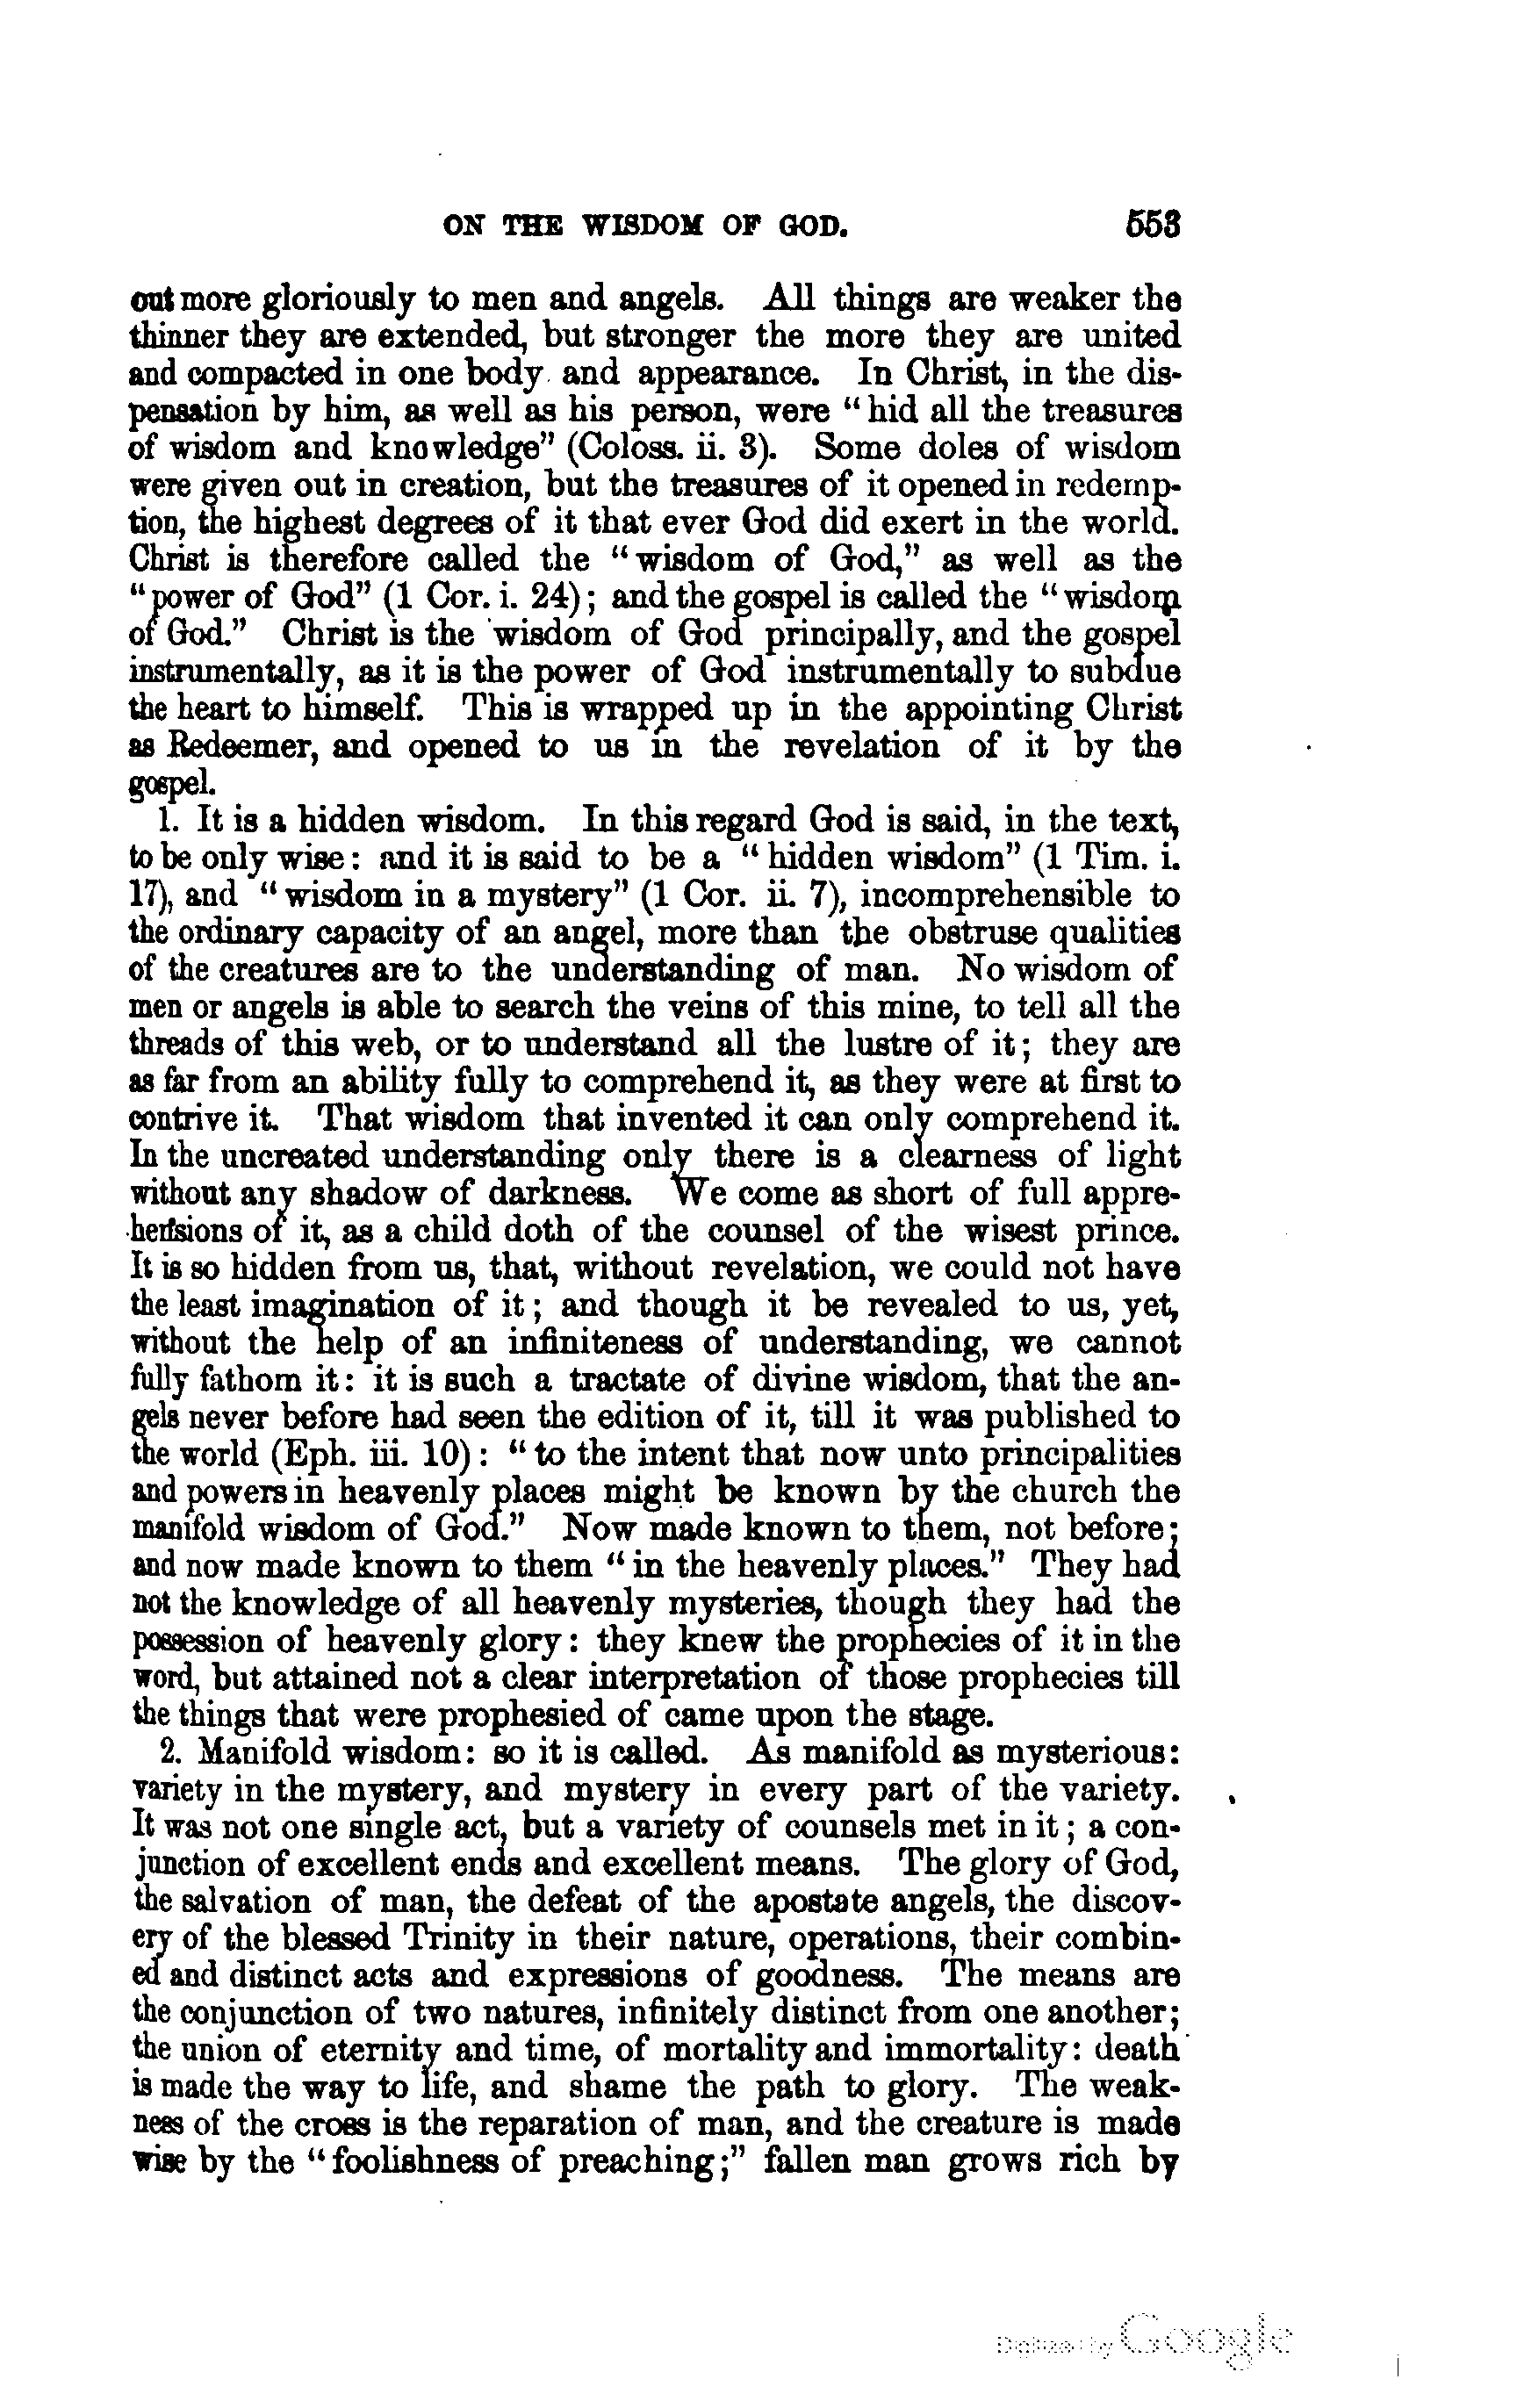 ON THE WISDOM OF GOD. 553
out more gloriously to men and angels. All things are weaker the
thinner they are extended, but stronger the more they are united
and compacted in one body and appearance. In Christ, in the dis-
pensation by him, as well as his person, were "hid all the treasures
of wisdom and knowledge" (Coloss. ii. 3). Some doles of wisdom
were given out in creation, but the treasures of it opened in redemp-
tion, the highest degrees of it that ever God did exert in the world.
Christ is therefore called the "wisdom of God," as well as the
"power of God" (1 Cor. i. 24); and the gospel is called the "wisdom
of God." Christ is the wisdom of God principally, and the gospel
instrumentally, as it is the power of God instrumentally to subdue
the heart to himself. This is wrapped up in the appointing Christ
as Redeemer, and opened to us in the revelation of it by the
gospel.
1. It is a hidden wisdom. In this regard God is said, in the text,
to be only wise: and it is said to be a "hidden wisdom" (1 Tim. i.
17), and "wisdom in a mystery" (1 Cor. ii. 7), incomprehensible to
the ordinary capacity of an angel, more than the obstruse qualities
of the creatures are to the understanding of man. No wisdom of
men or angels is able to search the veins of this mine, to tell all the
threads of this web, or to understand all the lustre of it; they are
as far from an ability fully to comprehend it, as they were at first to
contrive it. That wisdom that invented it can only comprehend it.
In the uncreated understanding only there is a clearness of light
without any shadow of darkness. We come as short of full appre-
hensions of it, as a child doth of the counsel of the wisest prince.
It is so hidden from us, that, without revelation, we could not have
the least imagination of it; and though it be revealed to us, yet,
without the help of an infiniteness of understanding, we cannot
fully fathom it: it is such a tractate of divine wisdom, that the an-
gels never before had seen the edition of it, till it was published to
the world (Eph. iii. 10): "to the intent that now unto principalities
and powers in heavenly places might be known by the church the
manifold wisdom of God." Now made known to them, not before;
and now made known to them "in the heavenly places." They had
not the knowledge of all heavenly mysteries, though they had the
possession of heavenly glory: they knew the prophecies of it in the
word, but attained not a clear interpretation of those prophecies till
the things that were prophesied of came upon the stage.
2. Manifold wisdom: so it is called. As manifold as mysterious:
variety in the mystery, and mystery in every part of the variety.
It was not one single act, but a variety of counsels met in it; a con-
junction of excellent ends and excellent means. The glory of God,
the salvation of man, the defeat of the apostate angels, the discov-
ery of the blessed Trinity in their nature, operations, their combin-
ed and distinct acts and expressions of goodness. The means are
the conjunction of two natures, infinitely distinct from one another;
the union of eternity and time, of mortality and immortality: death
is made the way to life, and shame the path to glory. The weak-
ness of the cross is the reparation of man, and the creature is made
wise by the "foolishness of preaching;" fallen man grows rich by
Digitized by Google